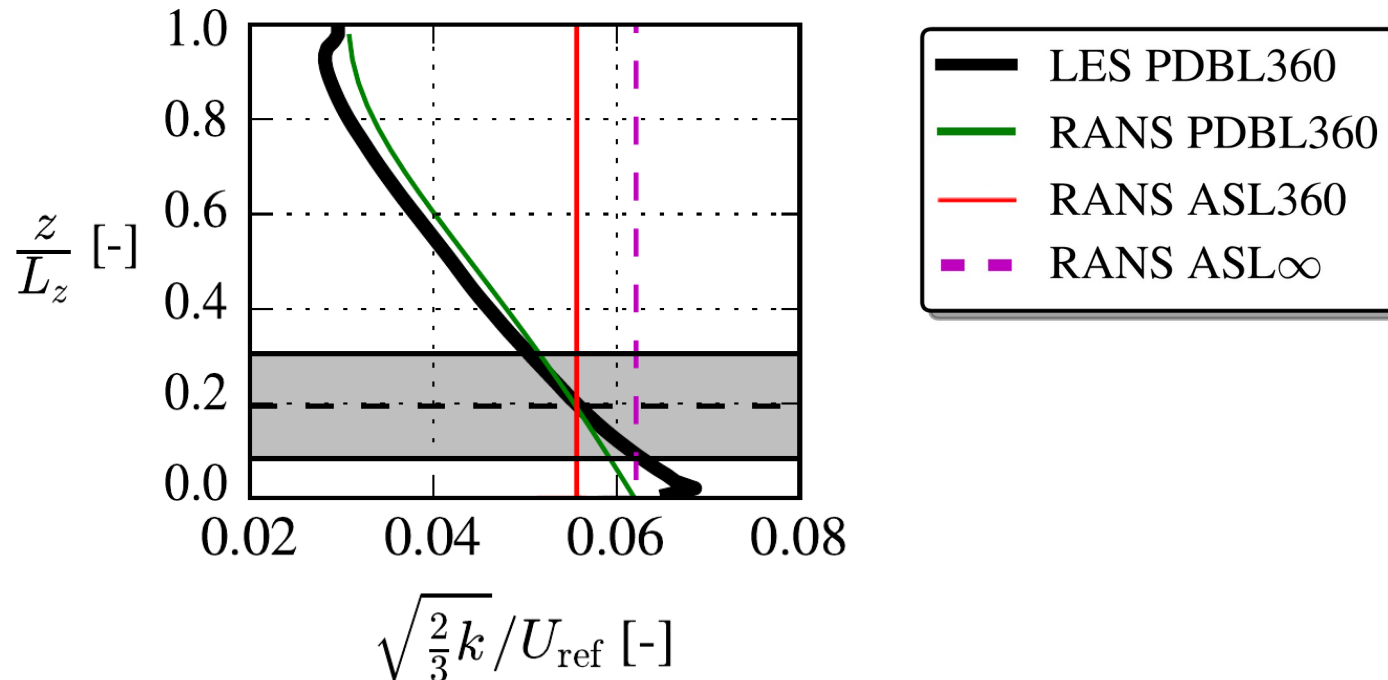 1.0
0.8
0.6
0.4
0.2
0.0
z/L_z [-]
0.02 0.04 0.06 0.08
√(2/3 k)/U_ref [-]
LES PDBL360
RANS PDBL360
RANS ASL360
RANS ASL∞